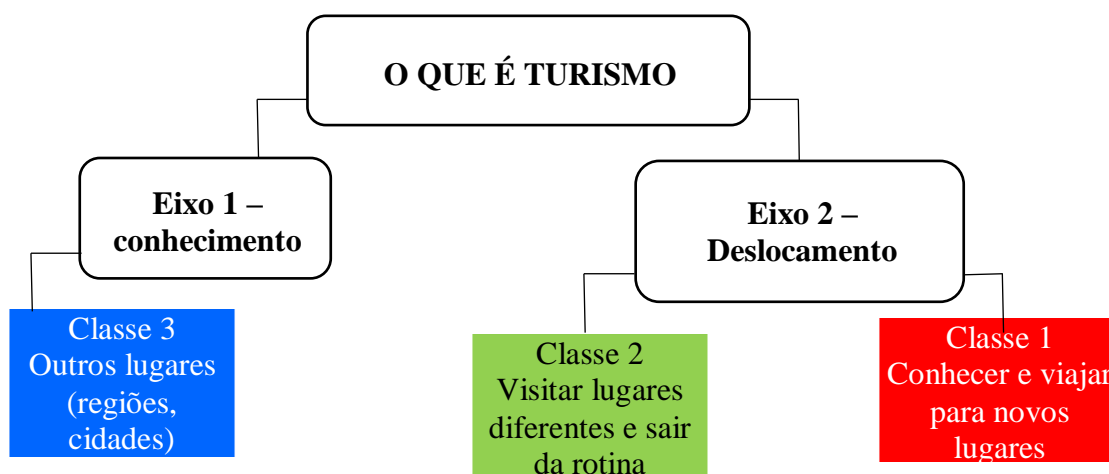 O QUE É TURISMO
Eixo 1 –
conhecimento
Eixo 2 –
Deslocamento
Classe 3
Outros lugares
(regiões,
cidades)
Classe 2
Visitar lugares
diferentes e sair
da rotina
Classe 1
Conhecer e viajar
para novos
lugares